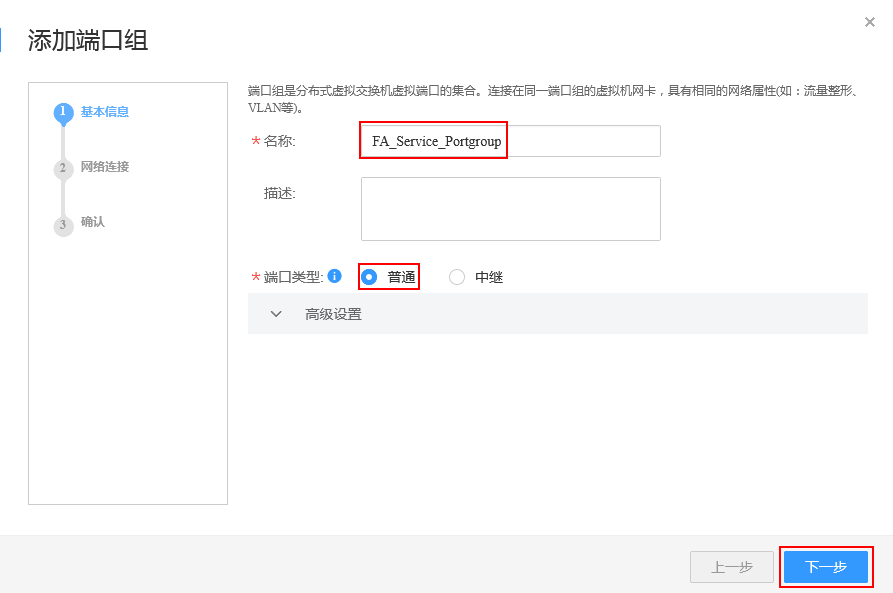 添加端口组
×
1 基本信息
2 网络连接
3 确认
端口组是分布式虚拟交换机虚拟端口的集合。连接在同一端口组的虚拟机网卡，具有相同的网络属性(如：流量整形、
VLAN等)。
* 名称: FA_Service_Portgroup
描述:
* 端口类型: i 普通 中继
高级设置
上一步 下一步